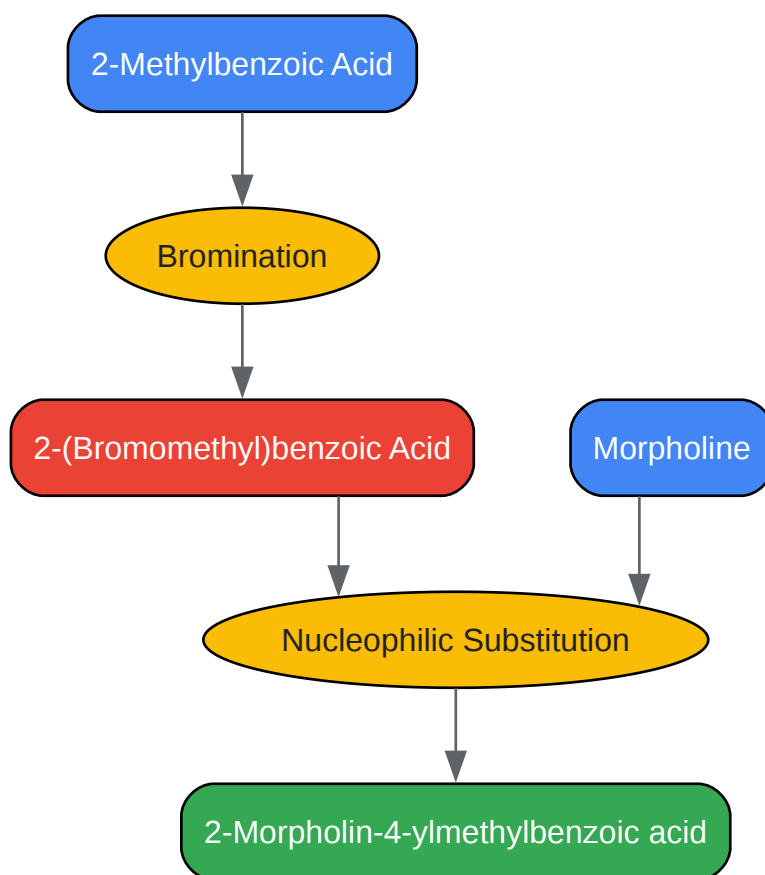 2-Methylbenzoic Acid
Bromination
2-(Bromomethyl)benzoic Acid
Morpholine
Nucleophilic Substitution
2-Morpholin-4-ylmethylbenzoic acid